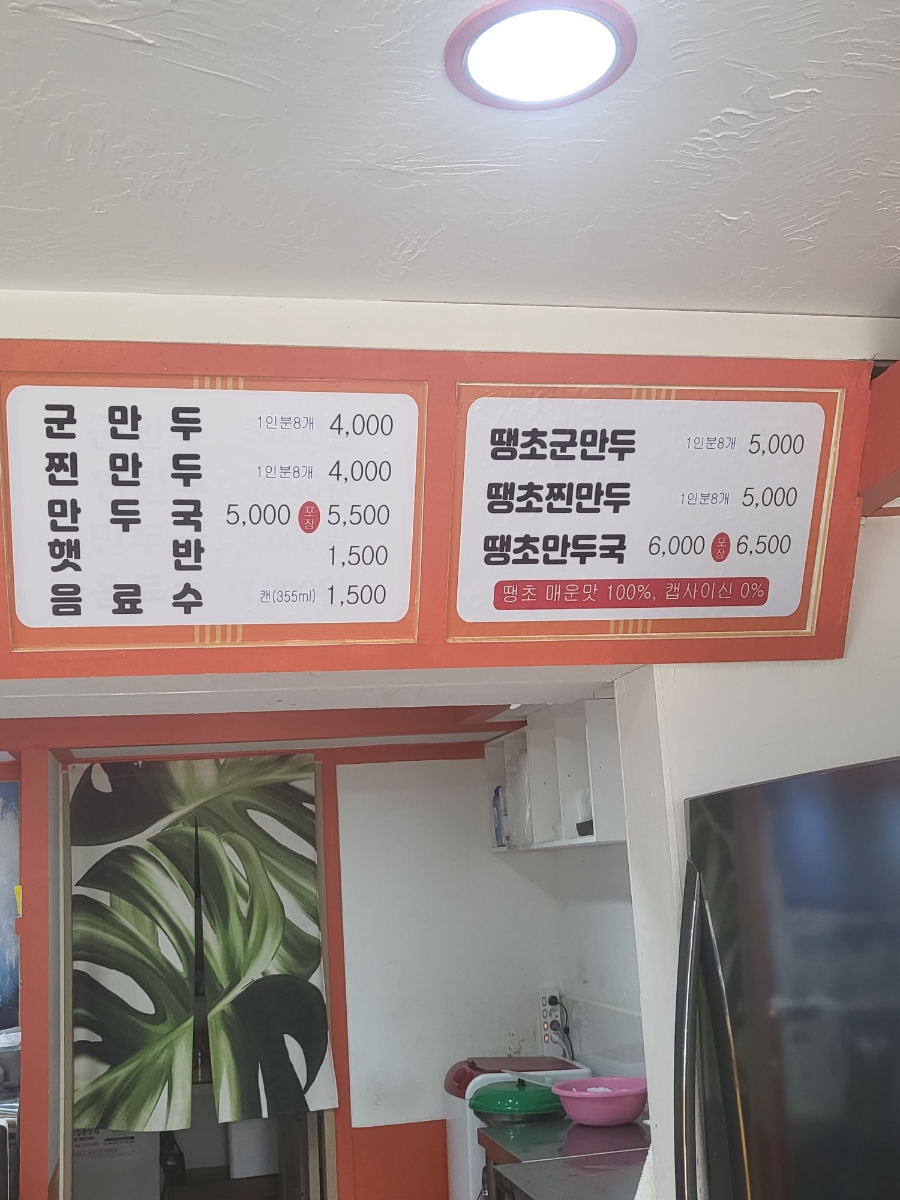 군 만 두 1인분8개 4,000
찐 만 두 1인분8개 4,000
만 두 국 5,000 포장 5,500
햇 반 1,500
음 료 수 캔(355ml) 1,500
땡초군만두 1인분8개 5,000
땡초찐만두 1인분8개 5,000
땡초만두국 6,000 포장 6,500
땡초 매운맛 100%, 캡사이신 0%